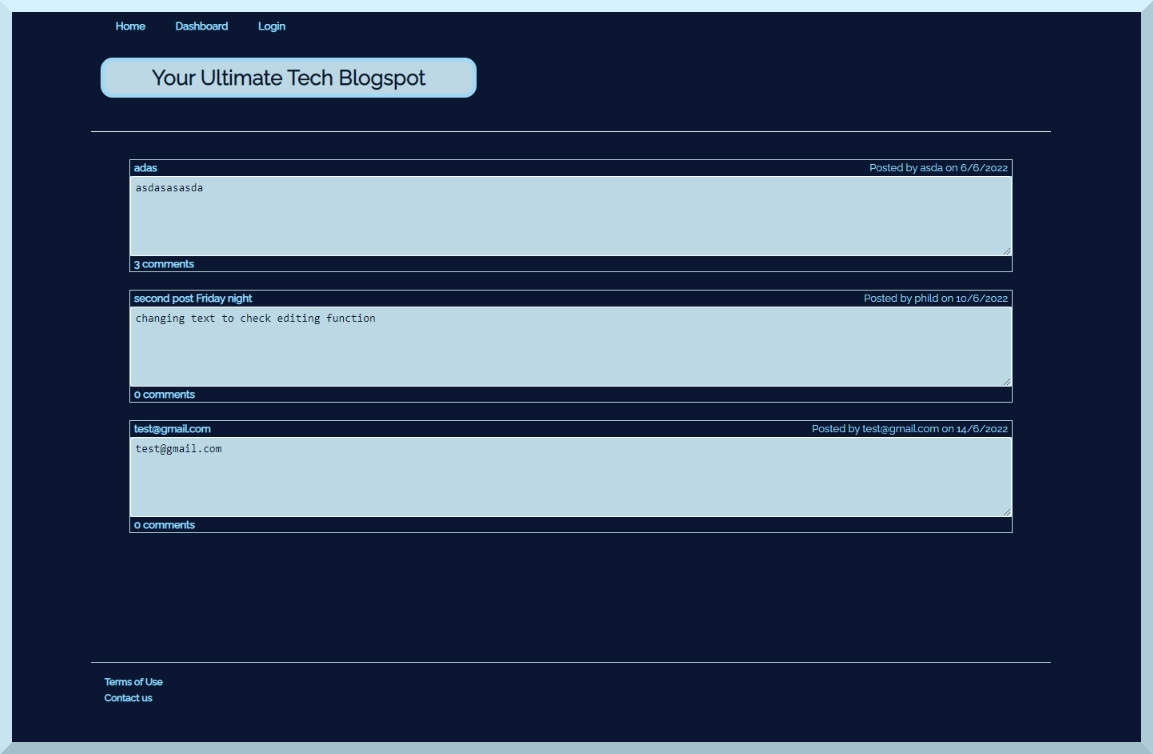 Home Dashboard Login
Your Ultimate Tech Blogspot
adas Posted by asda on 6/6/2022
asdasasasda
3 comments
second post Friday night Posted by phild on 10/6/2022
changing text to check editing function
0 comments
test@gmail.com Posted by test@gmail.com on 14/6/2022
test@gmail.com
0 comments
Terms of Use
Contact us